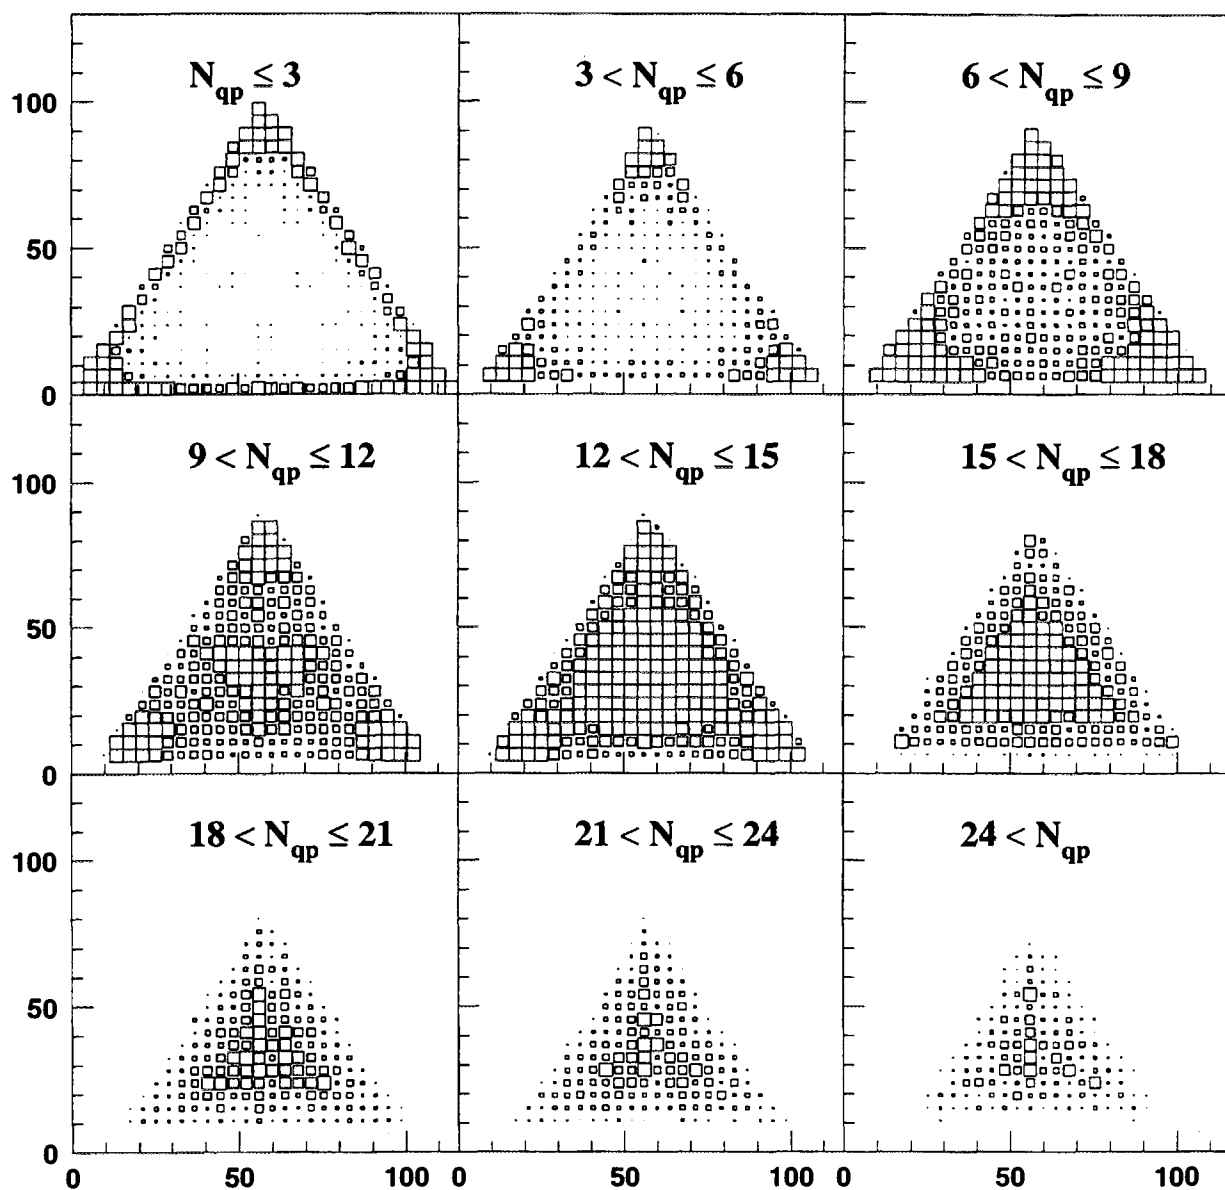 N_qp ≤ 3
3 < N_qp ≤ 6
6 < N_qp ≤ 9
100
50
0
9 < N_qp ≤ 12
12 < N_qp ≤ 15
15 < N_qp ≤ 18
100
50
0
18 < N_qp ≤ 21
21 < N_qp ≤ 24
24 < N_qp
100
50
0
0 50 100 0 50 100 0 50 100